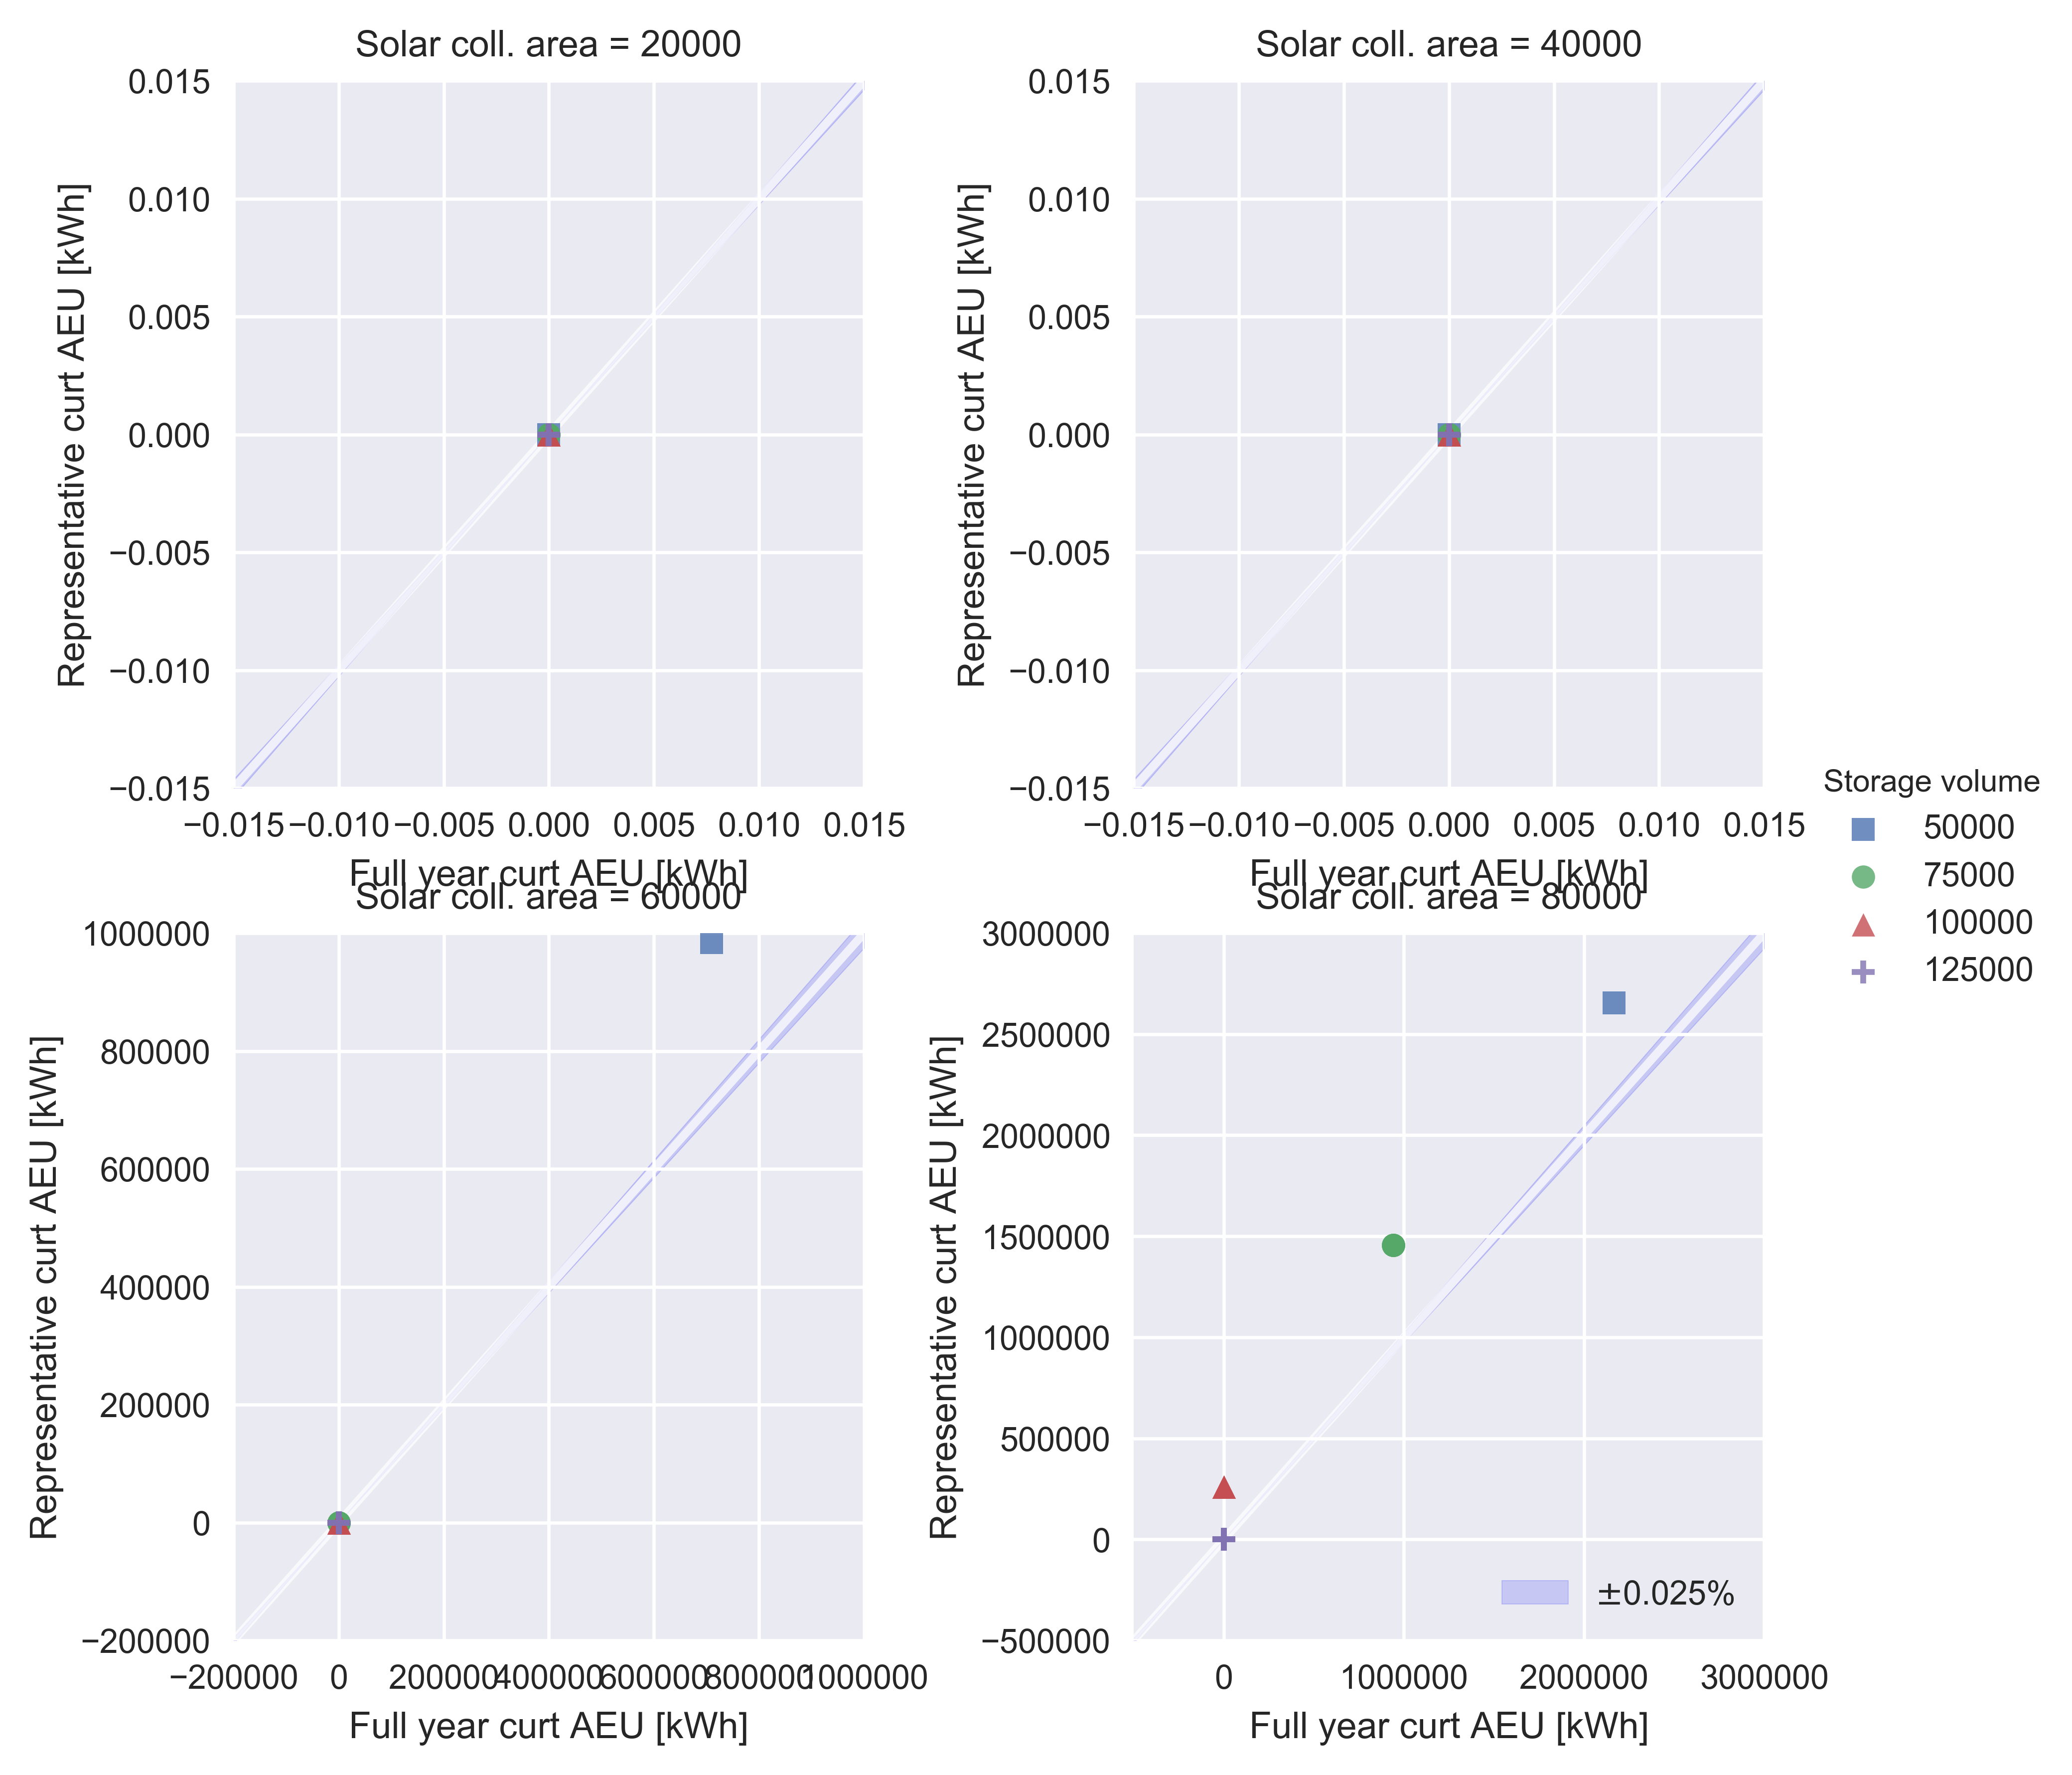 Solar coll. area = 20000
0.015
0.010
0.005
0.000
−0.005
−0.010
−0.015
Representative curt AEU [kWh]
−0.015 −0.010 −0.005 0.000 0.005 0.010 0.015
Full year curt AEU [kWh]
Solar coll. area = 40000
0.015
0.010
0.005
0.000
−0.005
−0.010
−0.015
Representative curt AEU [kWh]
−0.015 −0.010 −0.005 0.000 0.005 0.010 0.015
Full year curt AEU [kWh]
Storage volume
50000
75000
100000
125000
Solar coll. area = 60000
1000000
800000
600000
400000
200000
0
−200000
Representative curt AEU [kWh]
−200000 0 200000 400000 600000 800000 1000000
Full year curt AEU [kWh]
Solar coll. area = 80000
3000000
2500000
2000000
1500000
1000000
500000
0
−500000
Representative curt AEU [kWh]
±0.025%
0 1000000 2000000 3000000
Full year curt AEU [kWh]